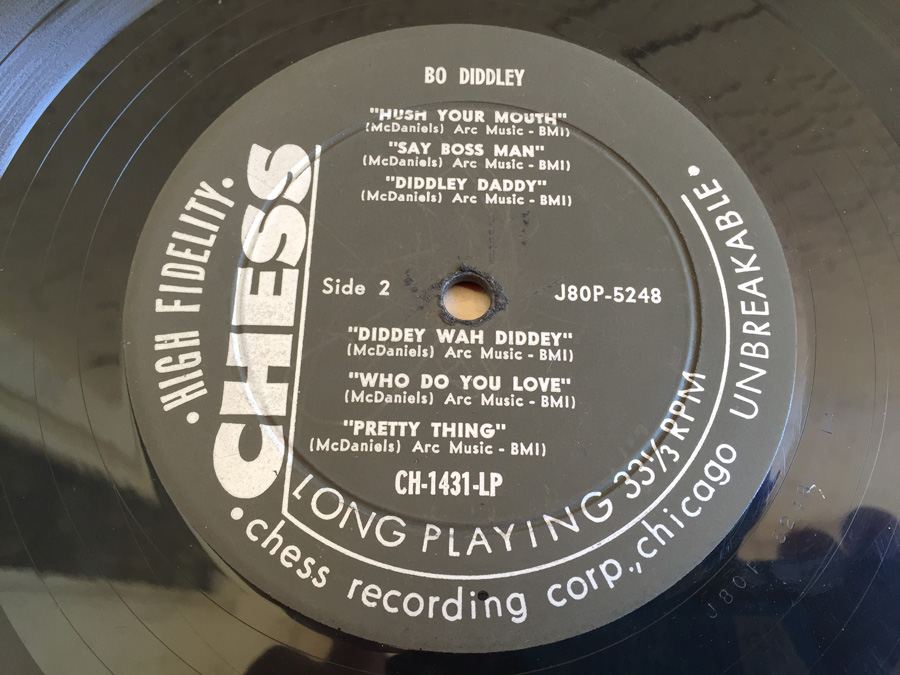 BO DIDDLEY
"HUSH YOUR MOUTH"
(McDaniels) Arc Music - BMI)
"SAY BOSS MAN"
(McDaniels) Arc Music - BMI)
"DIDDLEY DADDY"
(McDaniels) Arc Music - BMI)
Side 2
J80P-5248
"DIDDEY WAH DIDDEY"
(McDaniels) Arc Music - BMI)
"WHO DO YOU LOVE"
(McDaniels) Arc Music - BMI)
"PRETTY THING"
(McDaniels) Arc Music - BMI)
CH-1431-LP
• HIGH FIDELITY •
CHESS
LONG PLAYING 33⅓ RPM
• chess recording corp., chicago UNBREAKABLE •
J80P